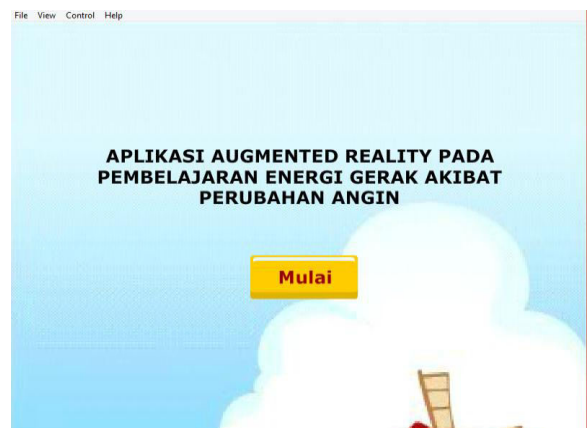 File View Control Help
APLIKASI AUGMENTED REALITY PADA
PEMBELAJARAN ENERGI GERAK AKIBAT
PERUBAHAN ANGIN
Mulai